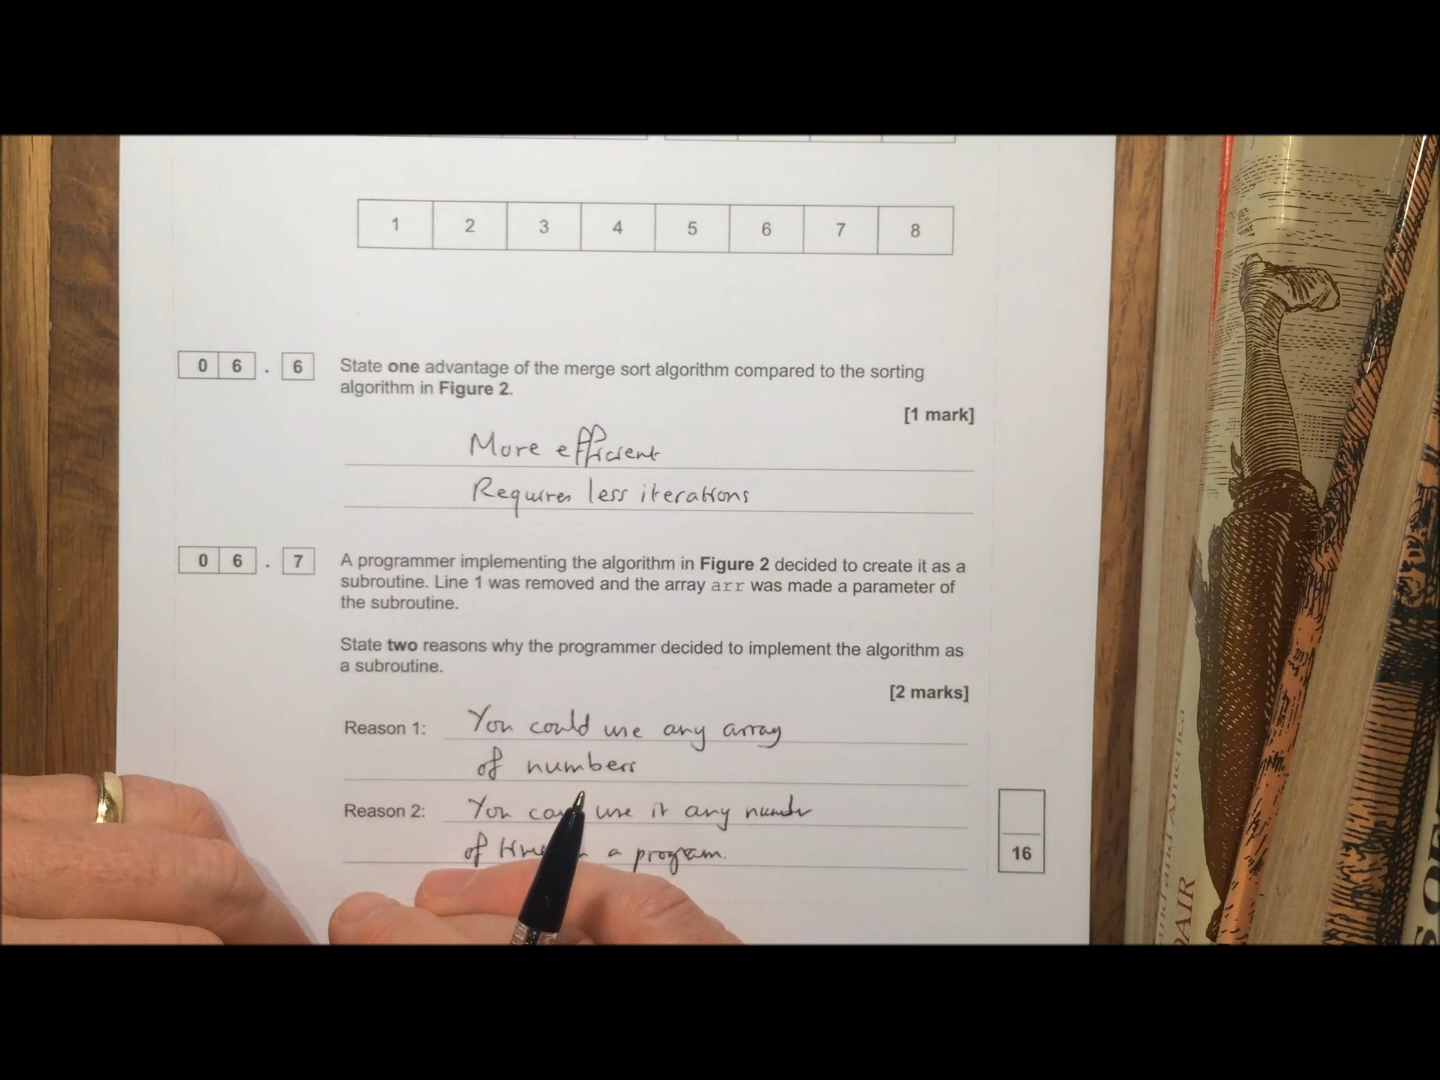 1 2 3 4 5 6 7 8
0 6 . 6 State one advantage of the merge sort algorithm compared to the sorting
algorithm in Figure 2.
[1 mark]
More efficient
Requires less iterations
0 6 . 7 A programmer implementing the algorithm in Figure 2 decided to create it as a
subroutine. Line 1 was removed and the array arr was made a parameter of
the subroutine.
State two reasons why the programmer decided to implement the algorithm as
a subroutine.
[2 marks]
Reason 1: You could use any array
of numbers
Reason 2: You use it any number
of a program.
16
and America
DAIR